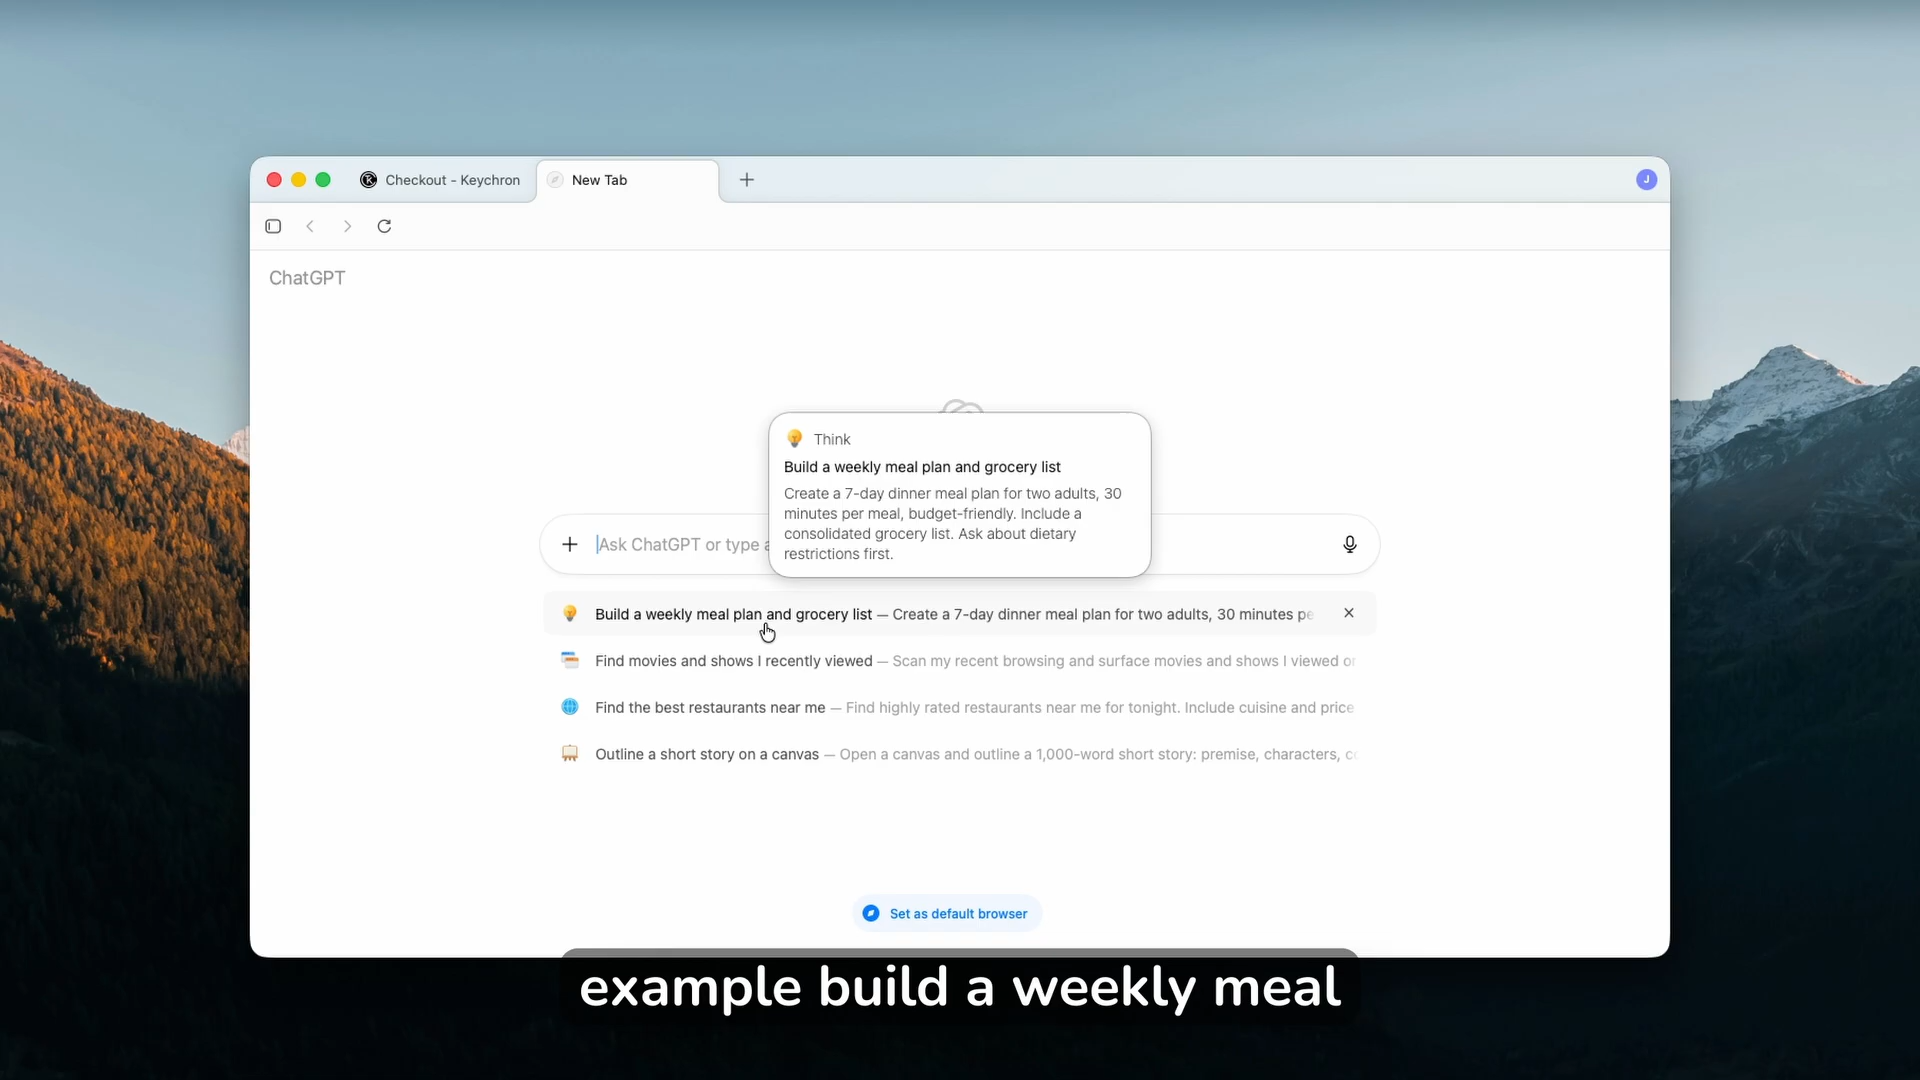 Checkout - Keychron
New Tab
J
ChatGPT
Think
Build a weekly meal plan and grocery list
Create a 7-day dinner meal plan for two adults, 30
minutes per meal, budget-friendly. Include a
consolidated grocery list. Ask about dietary
restrictions first.
Ask ChatGPT or type
Build a weekly meal plan and grocery list — Create a 7-day dinner meal plan for two adults, 30 minutes pe
Find movies and shows I recently viewed — Scan my recent browsing and surface movies and shows I viewed or
Find the best restaurants near me — Find highly rated restaurants near me for tonight. Include cuisine and price
Outline a short story on a canvas — Open a canvas and outline a 1,000-word short story: premise, characters,
Set as default browser
example build a weekly meal